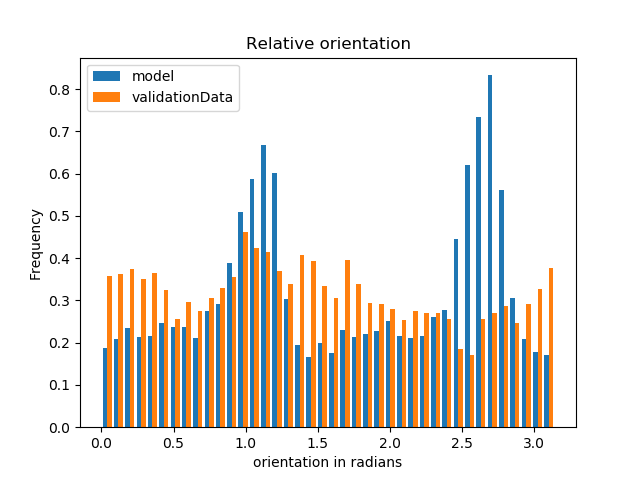 Relative orientation
model
validationData
Frequency
0.8
0.7
0.6
0.5
0.4
0.3
0.2
0.1
0.0
0.0 0.5 1.0 1.5 2.0 2.5 3.0
orientation in radians